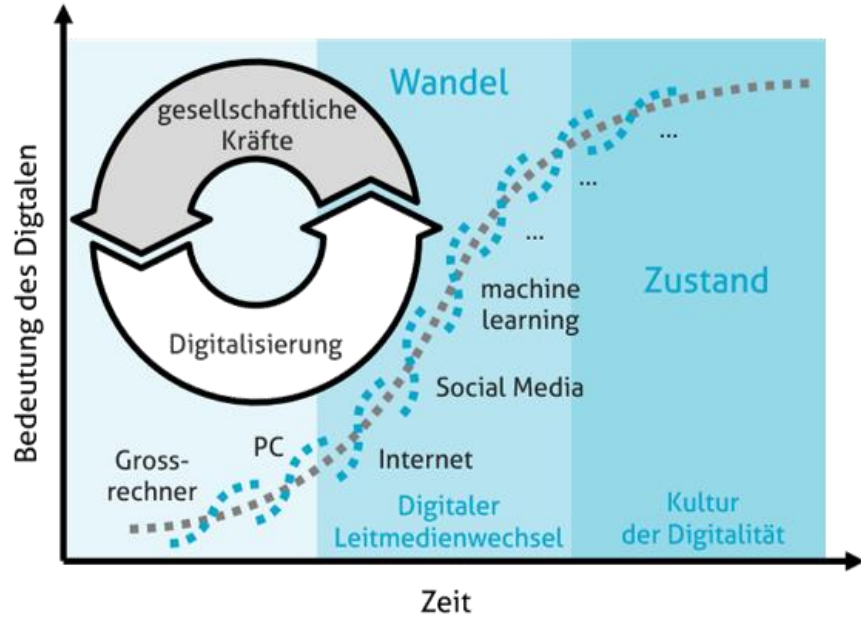 Bedeutung des Digtalen
gesellschaftliche
Kräfte
Digitalisierung
Wandel
Zustand
Gross-
rechner
PC
Internet
Social Media
machine
learning
...
...
...
Digitaler
Leitmedienwechsel
Kultur
der Digitalität
Zeit